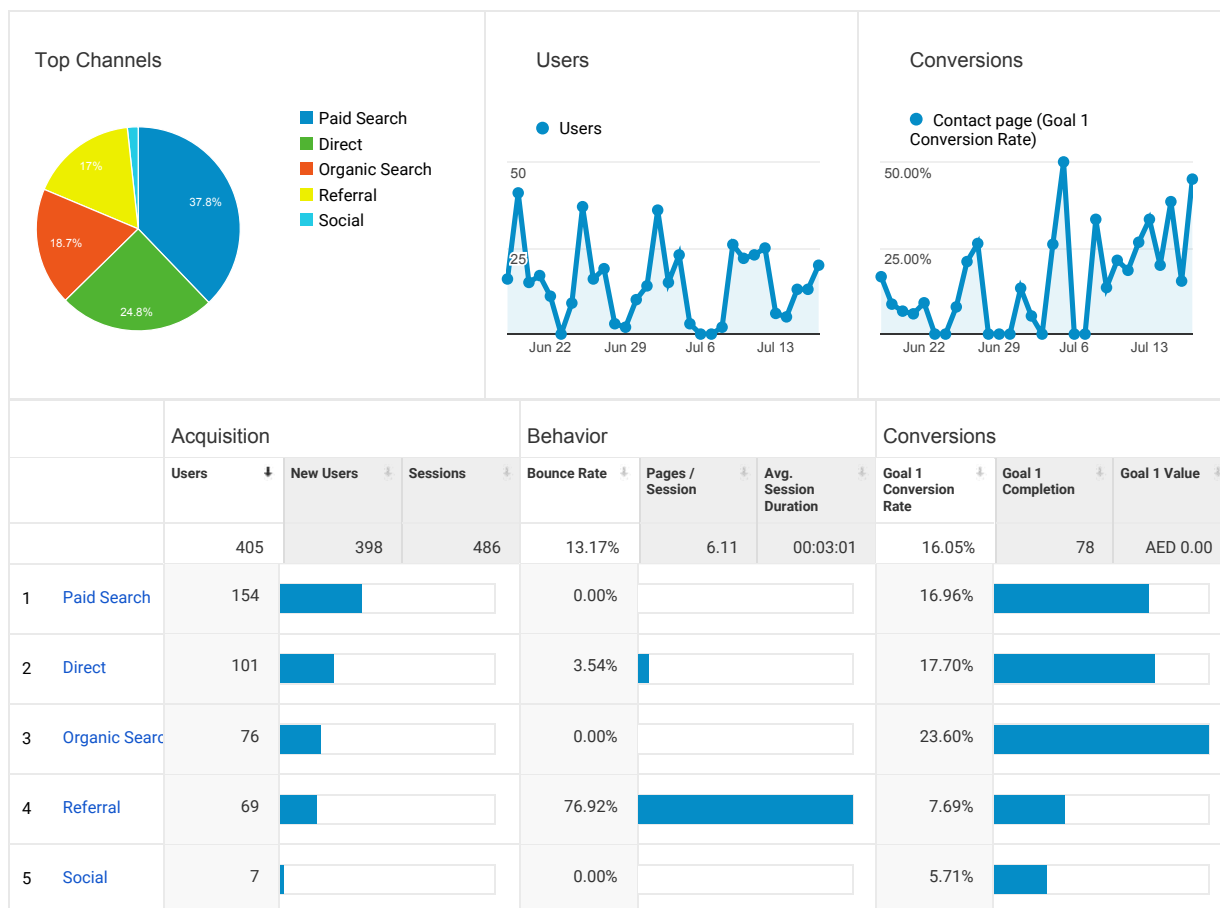 Top Channels
Paid Search
Direct
Organic Search
Referral
Social
37.8%
24.8%
18.7%
17%
Users
Users
50
25
Jun 22 Jun 29 Jul 6 Jul 13
Conversions
Contact page (Goal 1
Conversion Rate)
50.00%
25.00%
Jun 22 Jun 29 Jul 6 Jul 13
Acquisition Behavior Conversions
Users New Users Sessions Bounce Rate Pages /
Session Avg.
Session
Duration Goal 1
Conversion
Rate Goal 1
Completion Goal 1 Value
405 398 486 13.17% 6.11 00:03:01 16.05% 78 AED 0.00
1 Paid Search 154 0.00% 16.96%
2 Direct 101 3.54% 17.70%
3 Organic Searc 76 0.00% 23.60%
4 Referral 69 76.92% 7.69%
5 Social 7 0.00% 5.71%